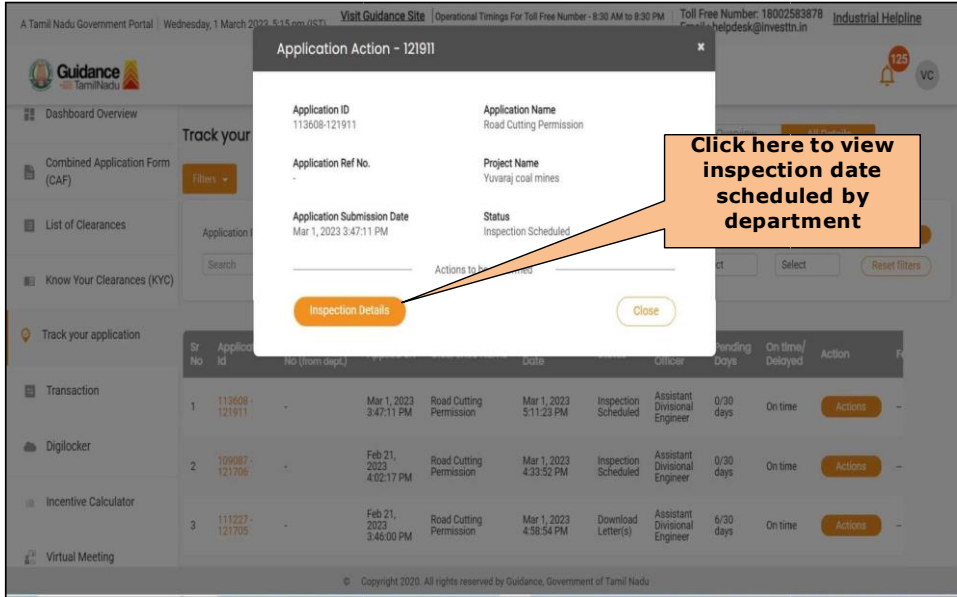 A Tamil Nadu Government Portal | Wednesday, 1 March 2023, 5:15 pm (IST)
Visit Guidance Site | Operational Timings For Toll Free Number - 8:30 AM to 8:30 PM | Toll Free Number: 18002583878
helpdesk@investtn.in
Industrial Helpline
Guidance
TamilNadu
125
VC
Application Action - 121911
×
Application ID
113608-121911
Application Name
Road Cutting Permission
Application Ref No.
-
Project Name
Yuvaraj coal mines
Application Submission Date
Mar 1, 2023 3:47:11 PM
Status
Inspection Scheduled
Actions to be
Inspection Details
Close
Click here to view
inspection date
scheduled by
department
Dashboard Overview
Combined Application Form
(CAF)
List of Clearances
Know Your Clearances (KYC)
Track your application
Transaction
Digilocker
Incentive Calculator
Virtual Meeting
Track your
Filters
Search
Select
Reset filters
Sr
No
Id
No (from dept.)
Date
Officer
Pending
Days
On time/
Delayed
Action
1
113608 -
121911
-
Mar 1, 2023
3:47:11 PM
Road Cutting
Permission
Mar 1, 2023
5:11:23 PM
Inspection
Scheduled
Assistant
Divisional
Engineer
0/30
days
On time
Actions
--
2
109087 -
121706
-
Feb 21,
2023
4:02:17 PM
Road Cutting
Permission
Mar 1, 2023
4:33:52 PM
Inspection
Scheduled
Assistant
Divisional
Engineer
0/30
days
On time
Actions
--
3
111227 -
121705
-
Feb 21,
2023
3:46:00 PM
Road Cutting
Permission
Mar 1, 2023
4:58:54 PM
Download
Letter(s)
Assistant
Divisional
Engineer
6/30
days
On time
Actions
--
© Copyright 2020. All rights reserved by Guidance, Government of Tamil Nadu